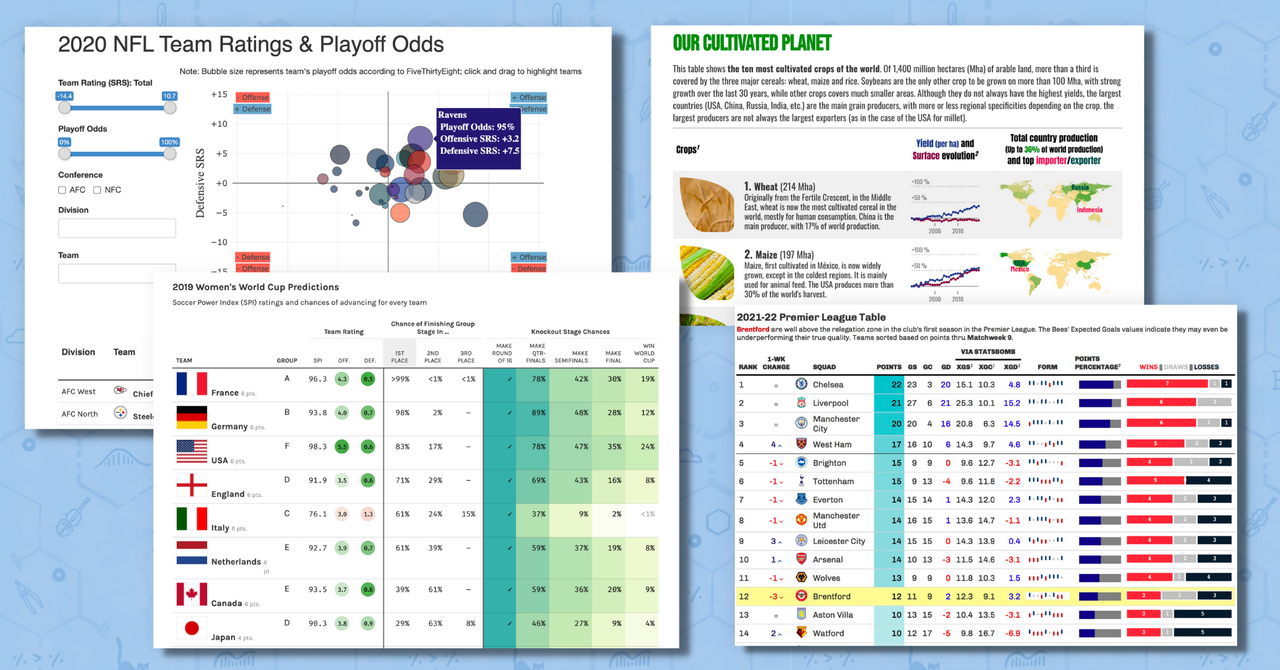 2020 NFL Team Ratings & Playoff Odds
Note: Bubble size represents team's playoff odds according to FiveThirtyEight; click and drag to highlight teams
Team Rating (SRS): Total
-14.4 10.7
Playoff Odds
0% 100%
Conference
AFC NFC
Division
Team
Defensive SRS
+15
+10
+5
+0
−5
−10
−15
- Offense
+ Defense
+ Offense
+ Defense
- Defense
- Offense
+ Offense
- Defense
Ravens
Playoff Odds: 95%
Offensive SRS: +3.2
Defensive SRS: +7.5
Division Team
AFC West Chief
AFC North Steel
OUR CULTIVATED PLANET
This table shows the ten most cultivated crops of the world. Of 1,400 million hectares (Mha) of arable land, more than a third is
covered by the three major cereals: wheat, maize and rice. Soybeans are the only other crop to be grown on more than 100 Mha, with strong
growth over the last 30 years, while other crops covers much smaller areas. Although they do not always have the highest yields, the largest
countries (USA, China, Russia, India, etc.) are the main grain producers, with more or less regional specificities depending on the crop. the
largest producers are not always the largest exporters (as in the case of the USA for millet).
Crops¹
Yield (per ha) and
Surface evolution²
Total country production
(Up to 36% of world production)
and top importer/exporter
1. Wheat (214 Mha)
Originally from the Fertile Crescent, in the Middle
East, wheat is now the most cultivated cereal in the
world, mostly for human consumption. China is the
main producer, with 17% of world production.
+100 %
+50 %
2000 2010
Russia
Indonesia
2. Maize (197 Mha)
Maize, first cultivated in México, is now widely
grown, except in the coldest regions. It is mainly
used for animal feed. The USA produces more than
30% of the world's harvest.
+100 %
+50 %
2000 2010
Mexico
2019 Women's World Cup Predictions
Soccer Power Index (SPI) ratings and chances of advancing for every team
Team Rating
Chance of Finishing Group
Stage In ...
Knockout Stage Chances
TEAM GROUP SPI OFF. DEF. 1ST PLACE 2ND PLACE 3RD PLACE MAKE ROUND OF 16 MAKE QTR-FINALS MAKE SEMIFINALS MAKE FINAL WIN WORLD CUP
France 6 pts. A 96.3 4.3 0.5 >99% <1% <1% ✓ 78% 42% 30% 19%
Germany 6 pts. B 93.8 4.0 0.7 98% 2% — ✓ 89% 48% 28% 12%
USA 6 pts. F 98.3 5.5 0.6 83% 17% — ✓ 78% 47% 35% 24%
England 6 pts. D 91.9 3.5 0.6 71% 29% — ✓ 69% 43% 16% 8%
Italy 6 pts. C 76.1 3.0 1.3 61% 24% 15% ✓ 37% 9% 2% <1%
Netherlands 6 pt E 92.7 3.9 0.7 61% 39% — ✓ 59% 37% 19% 8%
Canada 6 pts. E 93.5 3.7 0.6 39% 61% — ✓ 59% 36% 20% 9%
Japan 4 pts. D 90.3 3.8 0.9 29% 63% 8% ✓ 46% 27% 9% 4%
2021-22 Premier League Table
Brentford are well above the relegation zone in the club's first season in the Premier League. The Bees' Expected Goals values indicate they may even be
underperforming their true quality. Teams sorted based on points thru Matchweek 9.
VIA STATSBOMB
RANK 1-WK CHANGE SQUAD POINTS GS GC GD XGS¹ XGC¹ XGD¹ FORM POINTS PERCENTAGE² WINS || DRAWS || LOSSES
1 = Chelsea 22 23 3 20 15.1 10.3 4.8 7 1 1
2 = Liverpool 21 27 6 21 25.3 10.1 15.2 6 3
3 = Manchester City 20 20 4 16 20.8 6.3 14.5 6 2 1
4 4 West Ham 17 16 10 6 14.3 9.7 4.6 5 2 2
5 -1 Brighton 15 9 9 0 9.6 12.7 -3.1 4 3 2
6 -1 Tottenham 15 9 13 -4 9.6 11.8 -2.2 5 4
7 -1 Everton 14 15 14 1 14.3 12.0 2.3 4 2 3
8 -1 Manchester Utd 14 16 15 1 13.6 14.7 -1.1 4 2 3
9 3 Leicester City 14 15 15 0 14.3 13.9 0.4 4 2 3
10 1 Arsenal 14 10 13 -3 11.5 14.6 -3.1 4 2 3
11 -1 Wolves 13 9 9 0 11.8 10.3 1.5 4 1 4
12 -3 Brentford 12 11 9 2 12.3 9.1 3.2 3 3 3
13 = Aston Villa 10 13 15 -2 10.4 13.5 -3.1 3 1 5
14 2 Watford 10 12 17 -5 9.8 16.7 -6.9 3 1 5